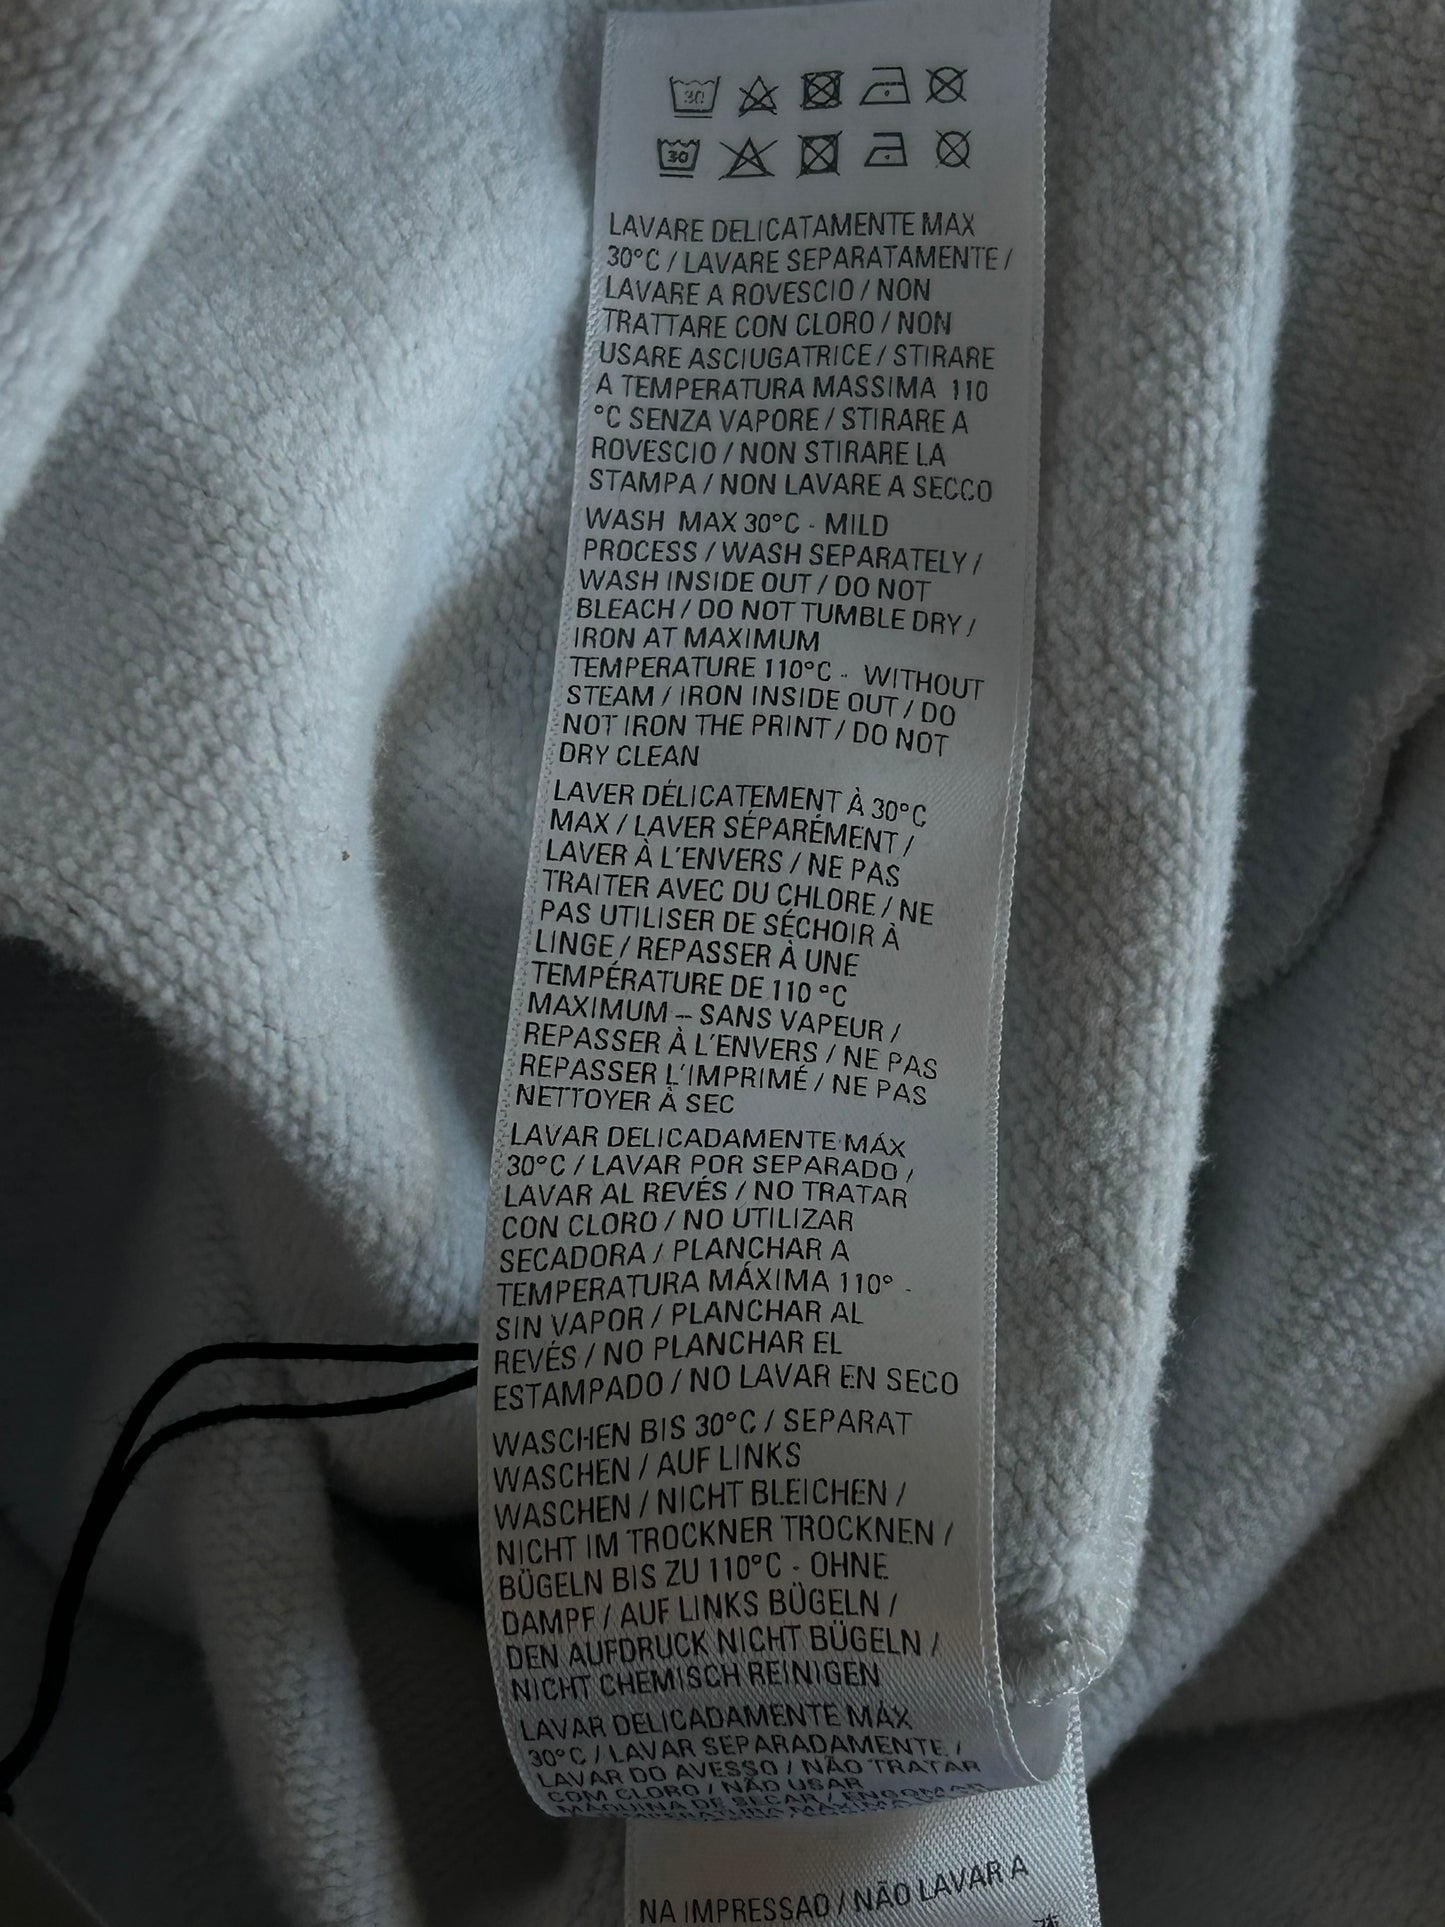 30
30
LAVARE DELICATAMENTE MAX
30°C / LAVARE SEPARATAMENTE /
LAVARE A ROVESCIO / NON
TRATTARE CON CLORO / NON
USARE ASCIUGATRICE / STIRARE
A TEMPERATURA MASSIMA 110
°C SENZA VAPORE / STIRARE A
ROVESCIO / NON STIRARE LA
STAMPA / NON LAVARE A SECCO
WASH MAX 30°C - MILD
PROCESS / WASH SEPARATELY /
WASH INSIDE OUT / DO NOT
BLEACH / DO NOT TUMBLE DRY /
IRON AT MAXIMUM
TEMPERATURE 110°C - WITHOUT
STEAM / IRON INSIDE OUT / DO
NOT IRON THE PRINT / DO NOT
DRY CLEAN
LAVER DÉLICATEMENT À 30°C
MAX / LAVER SÉPARÉMENT /
LAVER À L'ENVERS / NE PAS
TRAITER AVEC DU CHLORE / NE
PAS UTILISER DE SÉCHOIR À
LINGE / REPASSER À UNE
TEMPÉRATURE DE 110 °C
MAXIMUM – SANS VAPEUR /
REPASSER À L'ENVERS / NE PAS
REPASSER L'IMPRIMÉ / NE PAS
NETTOYER À SEC
LAVAR DELICADAMENTE MÁX
30°C / LAVAR POR SEPARADO /
LAVAR AL REVÉS / NO TRATAR
CON CLORO / NO UTILIZAR
SECADORA / PLANCHAR A
TEMPERATURA MÁXIMA 110° -
SIN VAPOR / PLANCHAR AL
REVÉS / NO PLANCHAR EL
ESTAMPADO / NO LAVAR EN SECO
WASCHEN BIS 30°C / SEPARAT
WASCHEN / AUF LINKS
WASCHEN / NICHT BLEICHEN /
NICHT IM TROCKNER TROCKNEN /
BÜGELN BIS ZU 110°C - OHNE
DAMPF / AUF LINKS BÜGELN /
DEN AUFDRUCK NICHT BÜGELN /
NICHT CHEMISCH REINIGEN
LAVAR DELICADAMENTE MÁX
30°C / LAVAR SEPARADAMENTE /
LAVAR DO AVESSO / NÃO TRATAR
COM CLORO / NÃO USAR
MÁQUINA DE SECAR / ENGOMAR
TEMPERATURA MÁXIMA
NA IMPRESSAO / NÃO LAVAR A